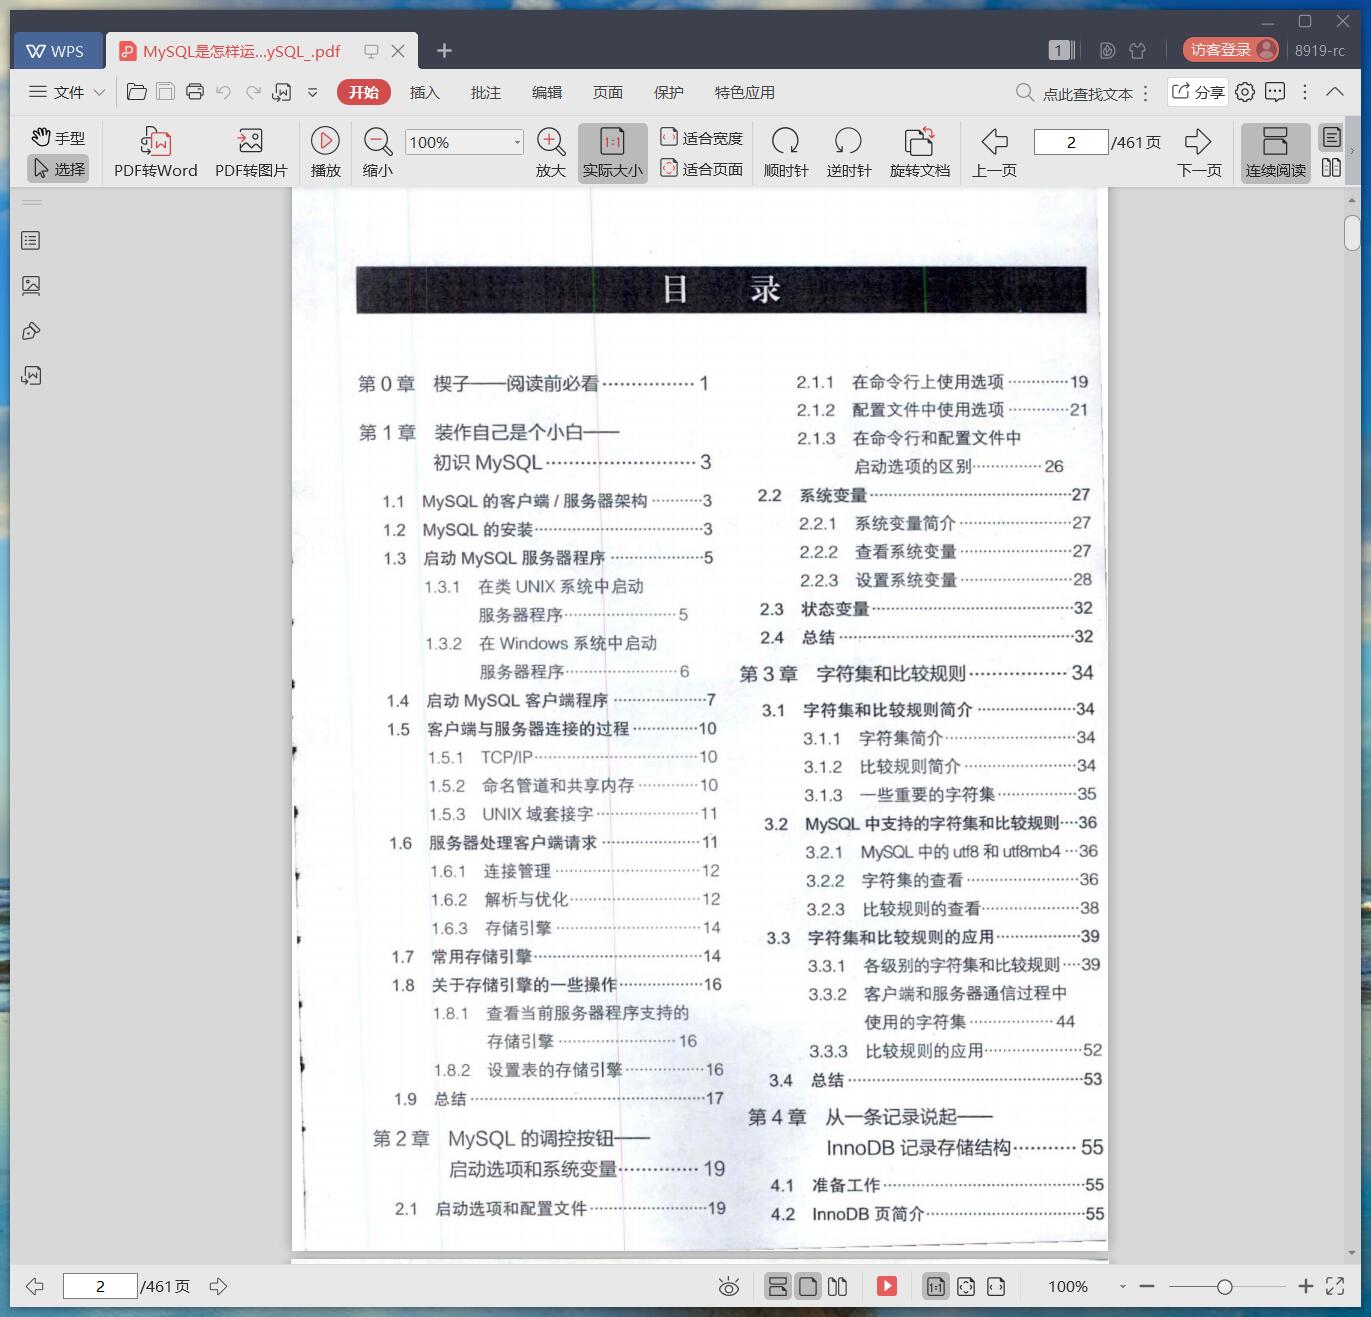 WPS
MySQL是怎样运...ySQL_.pdf
1
访客登录
8919-rc
文件
开始
插入
批注
编辑
页面
保护
特色应用
点此查找文本
分享
手型
选择
PDF转Word
PDF转图片
播放
缩小
100%
放大
1:1
实际大小
适合宽度
适合页面
顺时针
逆时针
旋转文档
上一页
2
/461页
下一页
连续阅读
目 录
第 0 章 楔子——阅读前必看 ··············· 1
第 1 章 装作自己是个小白——
初识 MySQL ························ 3
1.1 MySQL 的客户端 / 服务器架构 ·········· 3
1.2 MySQL 的安装 ······························ 3
1.3 启动 MySQL 服务器程序 ················· 5
1.3.1 在类 UNIX 系统中启动
服务器程序 ···················· 5
1.3.2 在 Windows 系统中启动
服务器程序 ···················· 6
1.4 启动 MySQL 客户端程序 ················· 7
1.5 客户端与服务器连接的过程 ············ 10
1.5.1 TCP/IP ····························· 10
1.5.2 命名管道和共享内存 ··········· 10
1.5.3 UNIX 域套接字 ··················· 11
1.6 服务器处理客户端请求 ·················· 11
1.6.1 连接管理 ·························· 12
1.6.2 解析与优化 ······················· 12
1.6.3 存储引擎 ·························· 14
1.7 常用存储引擎 ······························ 14
1.8 关于存储引擎的一些操作 ··············· 16
1.8.1 查看当前服务器程序支持的
存储引擎 ····················· 16
1.8.2 设置表的存储引擎 ·············· 16
1.9 总结 ·········································· 17
第 2 章 MySQL 的调控按钮——
启动选项和系统变量 ············· 19
2.1 启动选项和配置文件 ····················· 19
2.1.1 在命令行上使用选项 ··········· 19
2.1.2 配置文件中使用选项 ··········· 21
2.1.3 在命令行和配置文件中
启动选项的区别 ············· 26
2.2 系统变量 ···································· 27
2.2.1 系统变量简介 ···················· 27
2.2.2 查看系统变量 ···················· 27
2.2.3 设置系统变量 ···················· 28
2.3 状态变量 ···································· 32
2.4 总结 ·········································· 32
第 3 章 字符集和比较规则 ················ 34
3.1 字符集和比较规则简介 ·················· 34
3.1.1 字符集简介 ······················· 34
3.1.2 比较规则简介 ···················· 34
3.1.3 一些重要的字符集 ·············· 35
3.2 MySQL 中支持的字符集和比较规则 ···· 36
3.2.1 MySQL 中的 utf8 和 utf8mb4 ··· 36
3.2.2 字符集的查看 ···················· 36
3.2.3 比较规则的查看 ················· 38
3.3 字符集和比较规则的应用 ··············· 39
3.3.1 各级别的字符集和比较规则 ···· 39
3.3.2 客户端和服务器通信过程中
使用的字符集 ················ 44
3.3.3 比较规则的应用 ················· 52
3.4 总结 ·········································· 53
第 4 章 从一条记录说起——
InnoDB 记录存储结构 ·········· 55
4.1 准备工作 ···································· 55
4.2 InnoDB 页简介 ···························· 55
2
/461页
1:1
100%